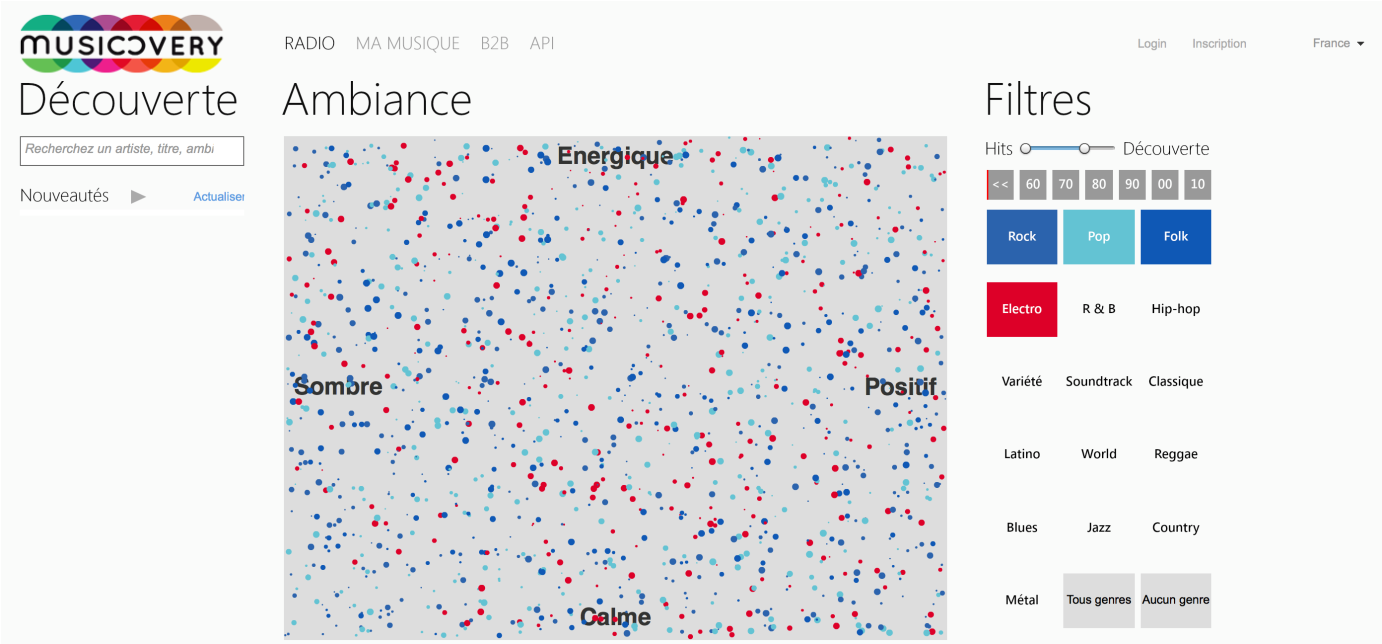 MUSICOVERY
RADIO MA MUSIQUE B2B API
Login Inscription France
Découverte
Recherchez un artiste, titre, ambi
Nouveautés Actualiser
Ambiance
Energique
Sombre Positif
Calme
Filtres
Hits Découverte
<< 60 70 80 90 00 10
Rock Pop Folk
Electro R & B Hip-hop
Variété Soundtrack Classique
Latino World Reggae
Blues Jazz Country
Métal Tous genres Aucun genre